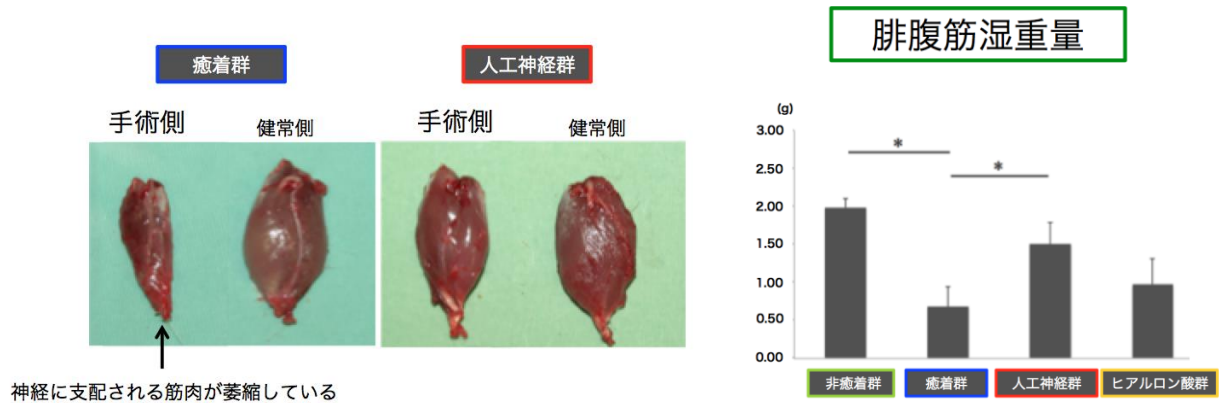 癒着群
人工神経群
手術側
健常側
手術側
健常側
神経に支配される筋肉が萎縮している
腓腹筋湿重量
(g)
3.00
2.50
2.00
1.50
1.00
0.50
0.00
*
*
非癒着群
癒着群
人工神経群
ヒアルロン酸群